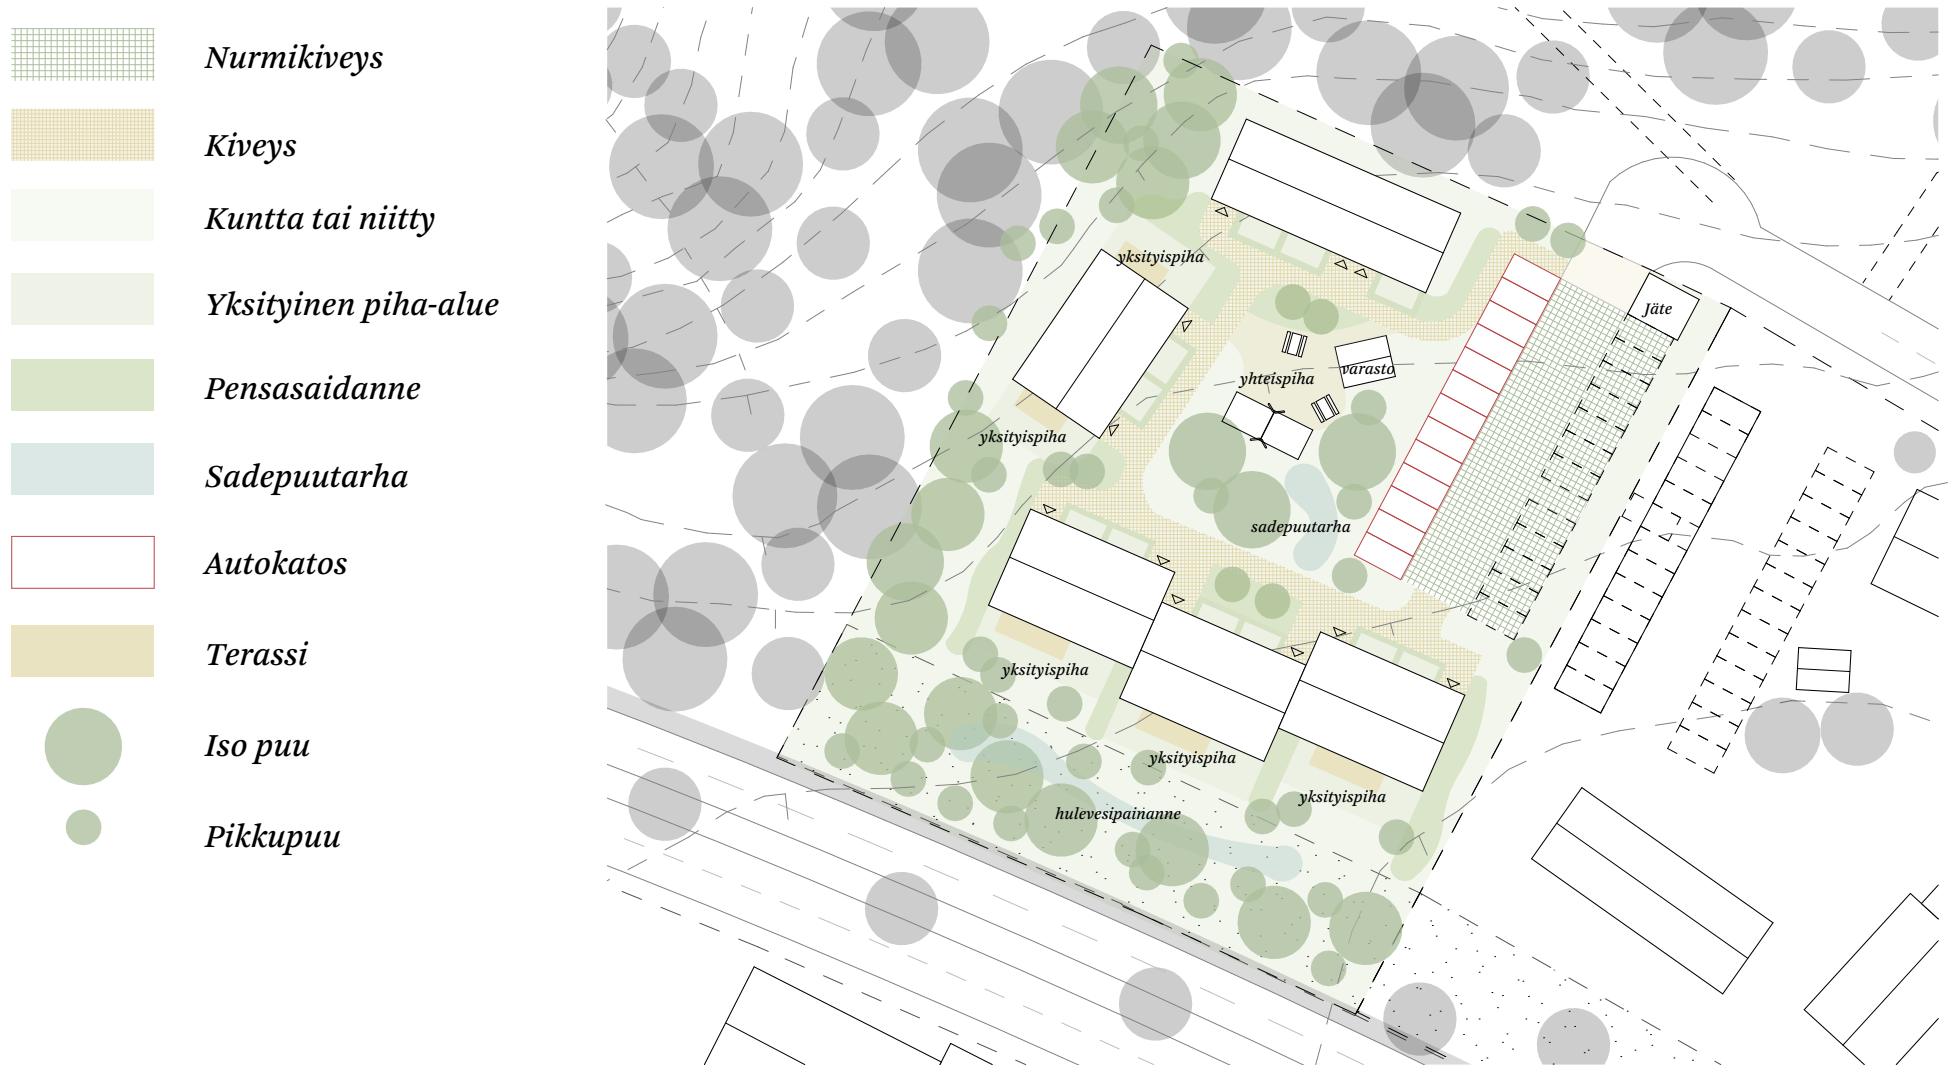 Nurmikiveys
Kiveys
Kuntta tai niitty
Yksityinen piha-alue
Pensasaidanne
Sadepuutarha
Autokatos
Terassi
Iso puu
Pikkupuu
yksityispiha
Jäte
varasto
yhteispiha
yksityispiha
sadepuutarha
yksityispiha
yksityispiha
yksityispiha
hulevesipainanne